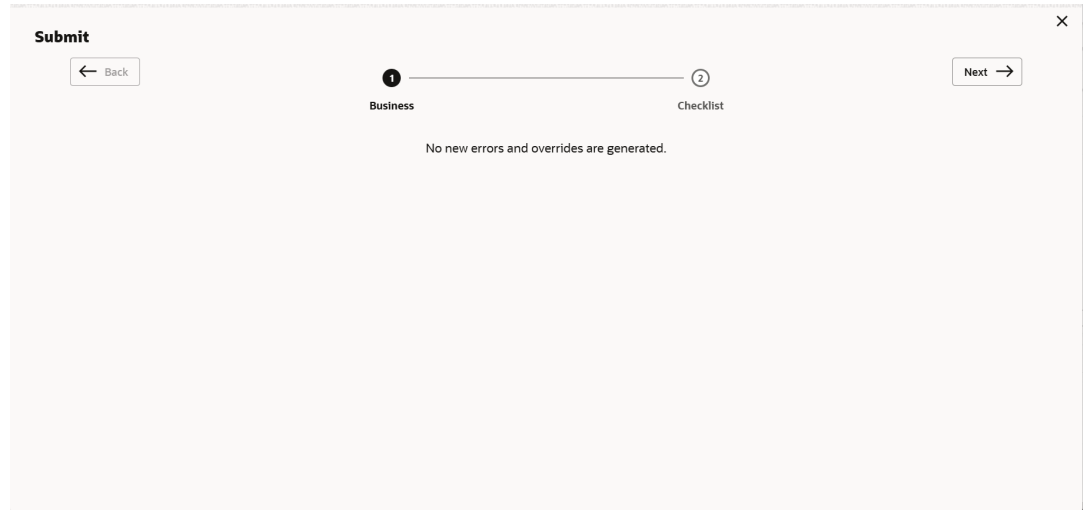 Submit
Back
Next
1
2
Business
Checklist
No new errors and overrides are generated.